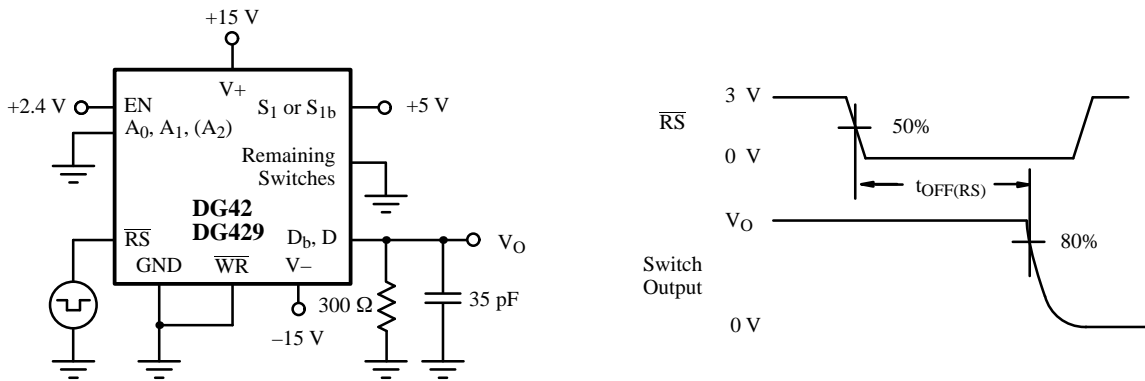 +15 V
V+
+2.4 V
EN
S1 or S1b
+5 V
A0, A1, (A2)
Remaining
Switches
DG42
DG429
RS
Db, D
VO
GND
WR
V–
300 Ω
35 pF
–15 V
3 V
RS
50%
0 V
tOFF(RS)
VO
80%
Switch
Output
0 V